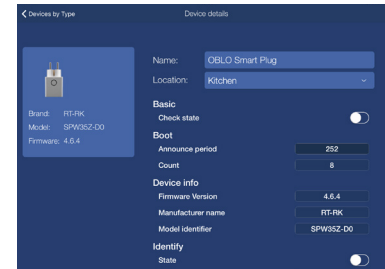 Devices by Type
Device details
Brand: RT-RK
Model: SPW35Z-D0
Firmware: 4.6.4
Name: OBLO Smart Plug
Location: Kitchen
Basic
Check state
Boot
Announce period 252
Count 8
Device info
Firmware Version 4.6.4
Manufacturer name RT-RK
Model identifier SPW35Z-D0
Identify
State